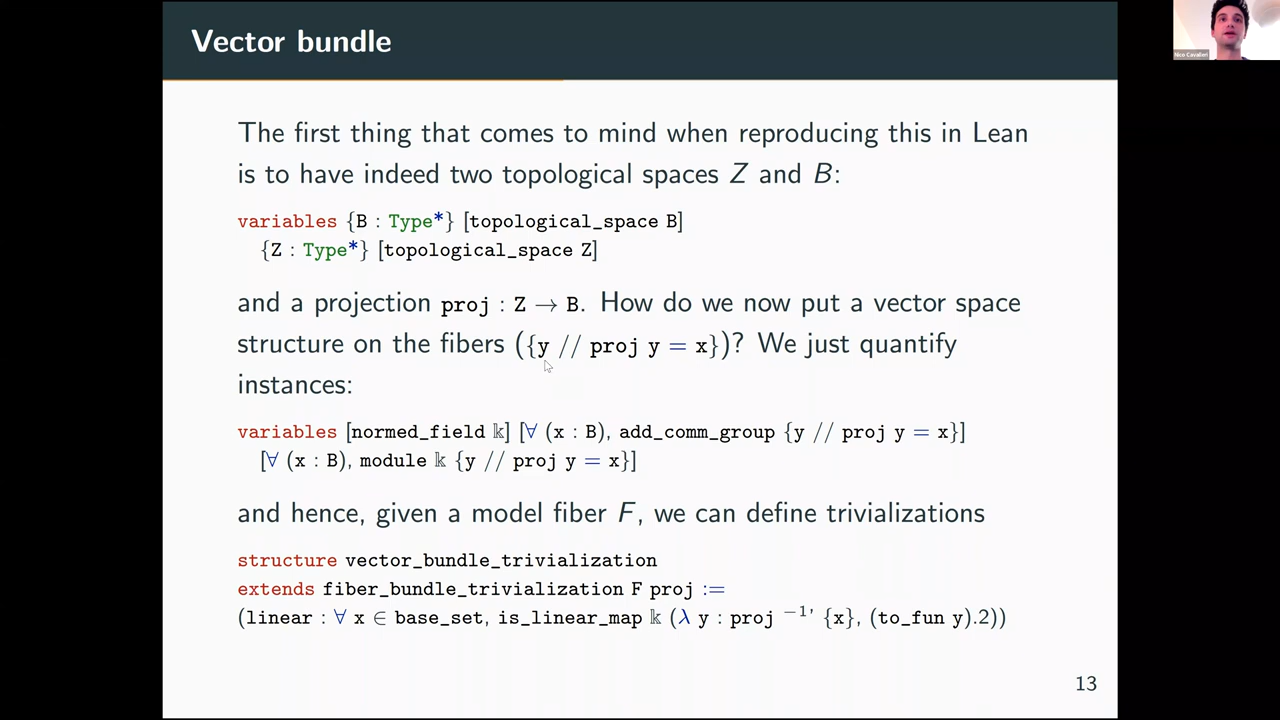 Vector bundle
Nico Cavalleri
The first thing that comes to mind when reproducing this in Lean
is to have indeed two topological spaces Z and B:
variables {B : Type*} [topological_space B]
{Z : Type*} [topological_space Z]
and a projection proj : Z → B. How do we now put a vector space
structure on the fibers ({y // proj y = x})? We just quantify
instances:
variables [normed_field 𝕜] [∀ (x : B), add_comm_group {y // proj y = x}]
[∀ (x : B), module 𝕜 {y // proj y = x}]
and hence, given a model fiber F, we can define trivializations
structure vector_bundle_trivialization
extends fiber_bundle_trivialization F proj :=
(linear : ∀ x ∈ base_set, is_linear_map 𝕜 (λ y : proj ⁻¹' {x}, (to_fun y).2))
13